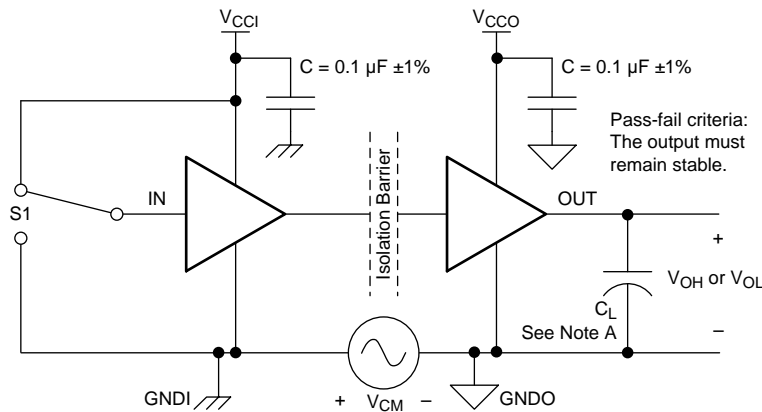 VCCI
VCCO
C = 0.1 µF ±1%
C = 0.1 µF ±1%
Pass-fail criteria:
The output must
remain stable.
S1
IN
Isolation Barrier
OUT
+
VOH or VOL
CL
See Note A
–
GNDI
+ VCM –
GNDO